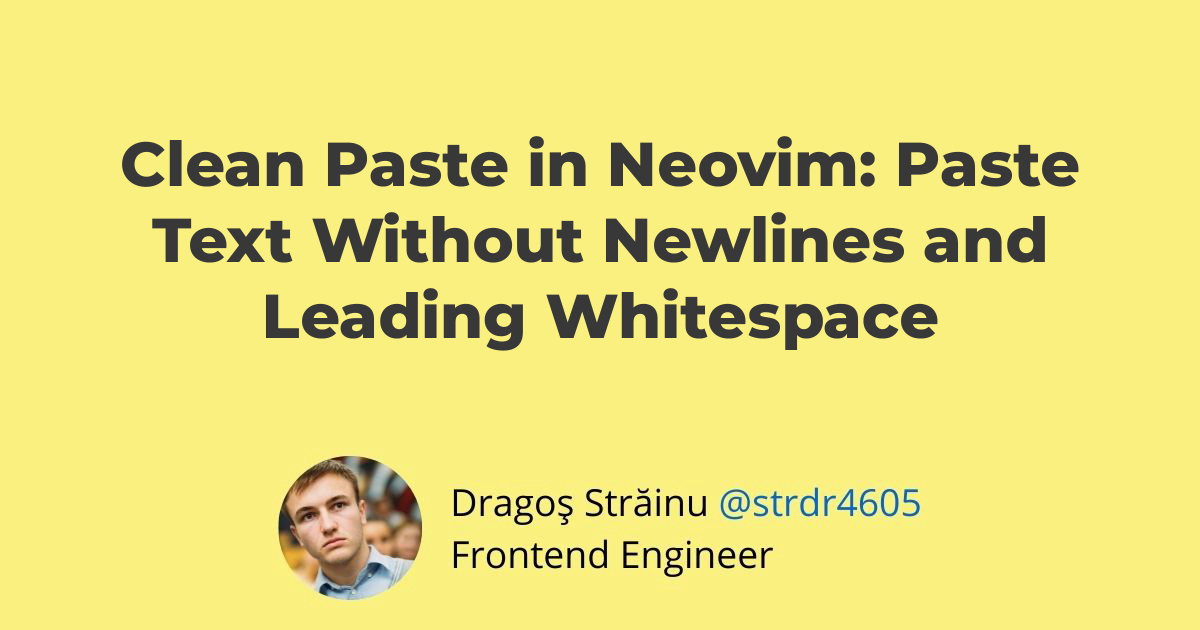 Clean Paste in Neovim: Paste
Text Without Newlines and
Leading Whitespace
Dragoş Străinu @strdr4605
Frontend Engineer